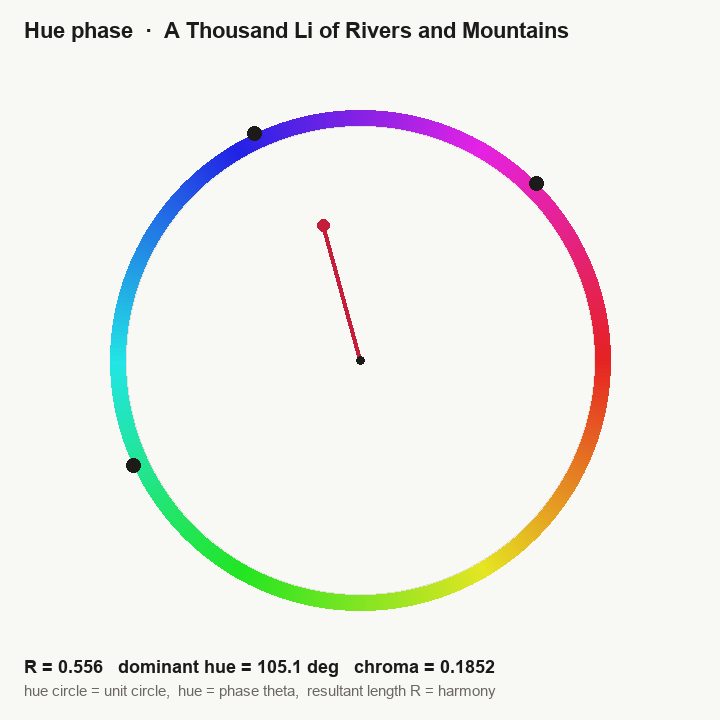 Hue phase · A Thousand Li of Rivers and Mountains
R = 0.556 dominant hue = 105.1 deg chroma = 0.1852
hue circle = unit circle, hue = phase theta, resultant length R = harmony